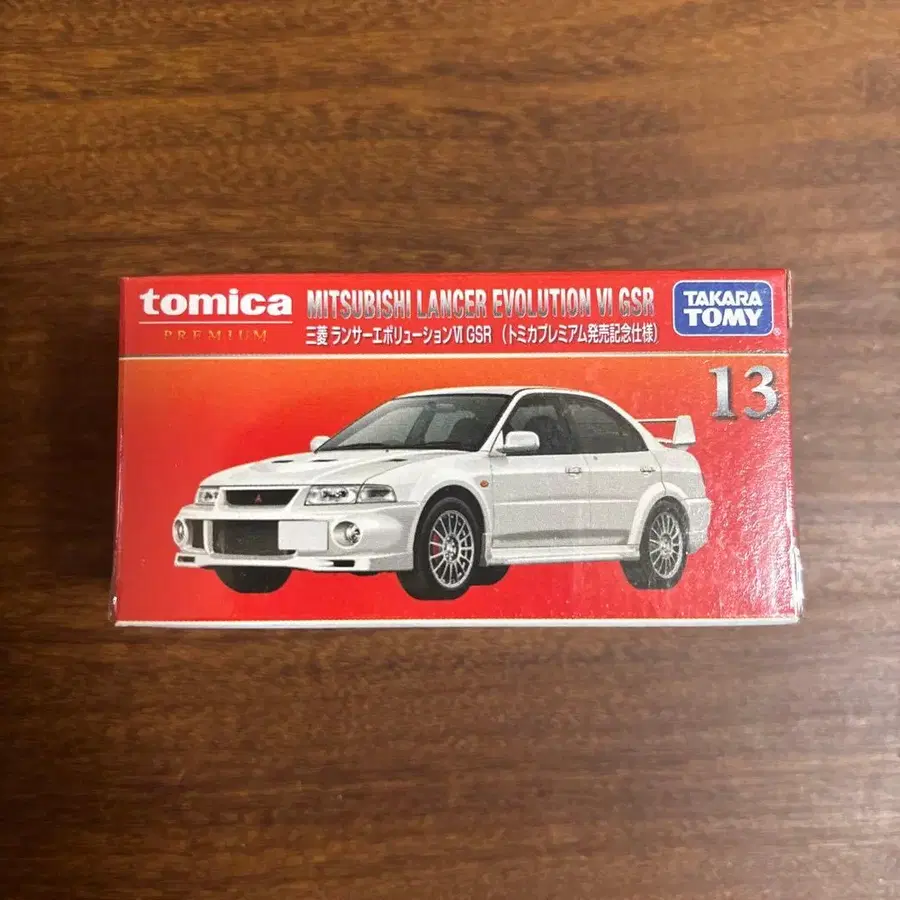 tomica
PREMIUM
MITSUBISHI LANCER EVOLUTION VI GSR
三菱 ランサーエボリューションVI GSR (トミカプレミアム発売記念仕様)
TAKARA
TOMY
®
13